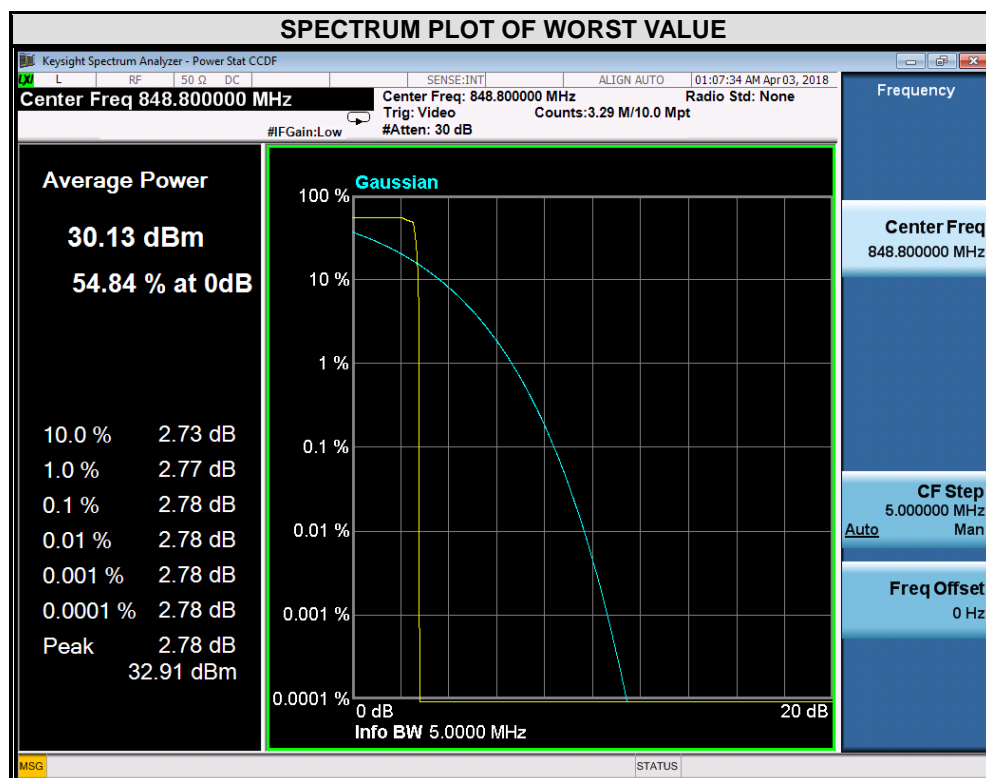 SPECTRUM PLOT OF WORST VALUE
Keysight Spectrum Analyzer - Power Stat CCDF
LXI L RF 50 Ω DC SENSE:INT ALIGN AUTO 01:07:34 AM Apr 03, 2018
Center Freq 848.800000 MHz
Center Freq: 848.800000 MHz Radio Std: None
Trig: Video Counts:3.29 M/10.0 Mpt
#IFGain:Low #Atten: 30 dB
Average Power
30.13 dBm
54.84 % at 0dB
10.0 % 2.73 dB
1.0 % 2.77 dB
0.1 % 2.78 dB
0.01 % 2.78 dB
0.001 % 2.78 dB
0.0001 % 2.78 dB
Peak 2.78 dB
32.91 dBm
Gaussian
100 %
10 %
1 %
0.1 %
0.01 %
0.001 %
0.0001 %
0 dB 20 dB
Info BW 5.0000 MHz
Frequency
Center Freq
848.800000 MHz
CF Step
5.000000 MHz
Auto Man
Freq Offset
0 Hz
MSG STATUS